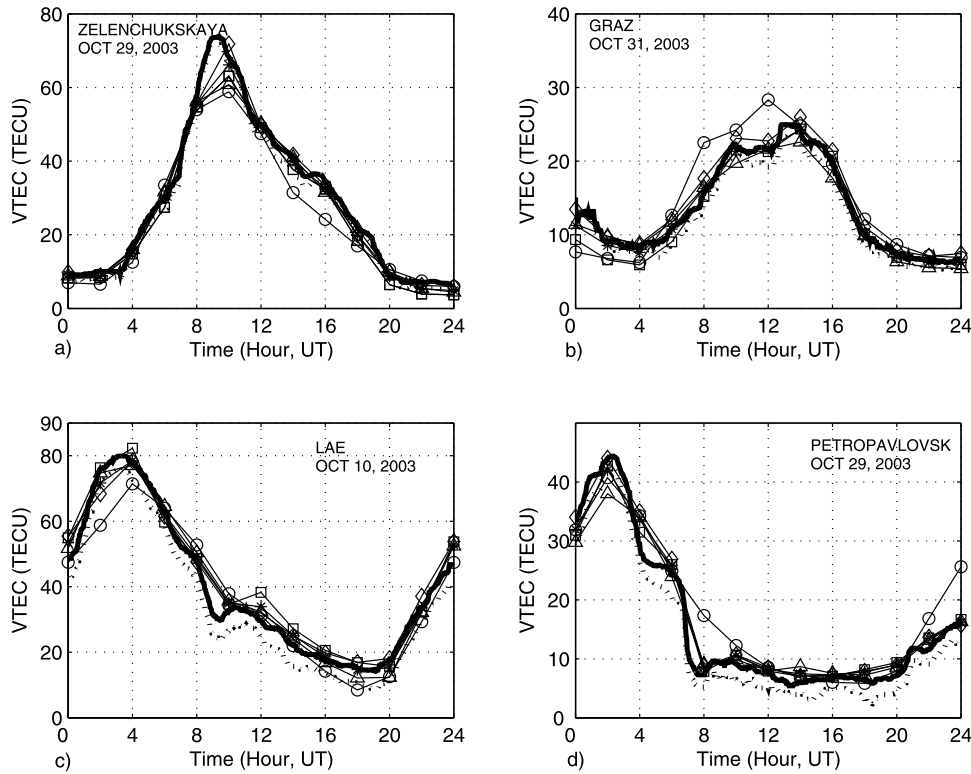 ZELENCHUKSKAYA
OCT 29, 2003
80
60
40
20
0
VTEC (TECU)
0 4 8 12 16 20 24
Time (Hour, UT)
a)
GRAZ
OCT 31, 2003
40
30
20
10
0
VTEC (TECU)
0 4 8 12 16 20 24
Time (Hour, UT)
b)
LAE
OCT 10, 2003
90
80
60
40
20
0
VTEC (TECU)
0 4 8 12 16 20 24
Time (Hour, UT)
c)
PETROPAVLOVSK
OCT 29, 2003
40
30
20
10
0
VTEC (TECU)
0 4 8 12 16 20 24
Time (Hour, UT)
d)